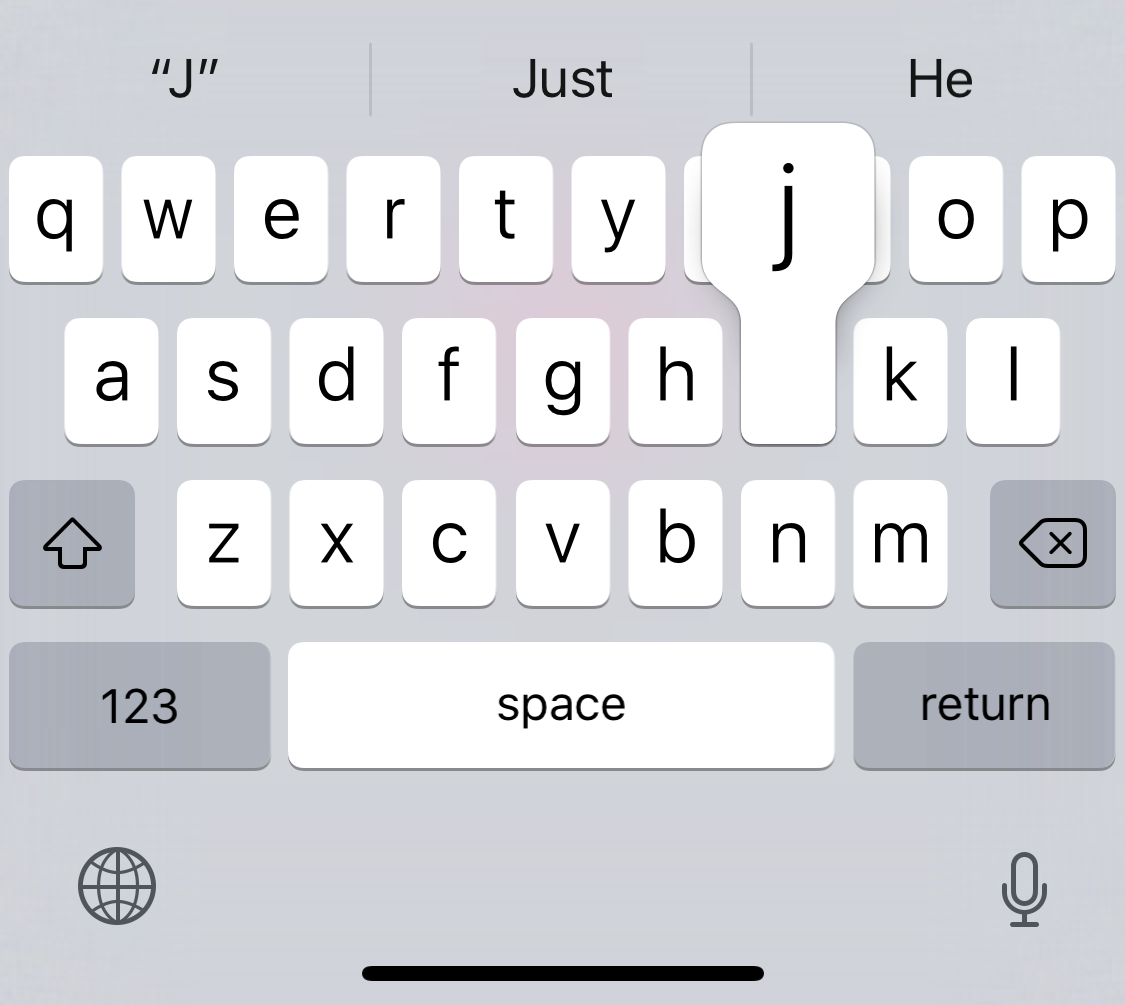 “J” Just He
q w e r t y j o p
a s d f g h k l
z x c v b n m
123 space return